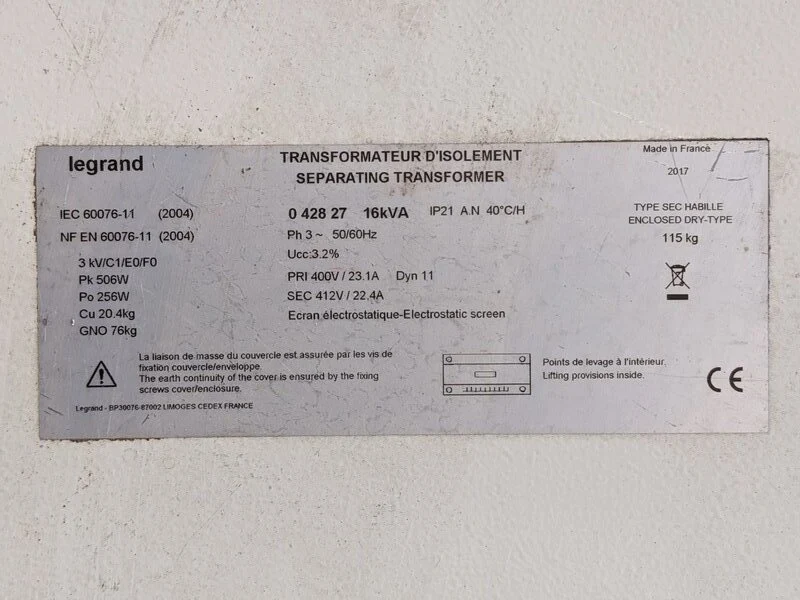 legrand
TRANSFORMATEUR D'ISOLEMENT
SEPARATING TRANSFORMER
Made in France
2017
IEC 60076-11 (2004)
NF EN 60076-11 (2004)
3 kV/C1/E0/F0
Pk 506W
Po 256W
Cu 20.4kg
GNO 76kg
0 428 27 16kVA IP21 A.N 40°C/H
Ph 3 ~ 50/60Hz
Ucc:3.2%
PRI 400V / 23.1A Dyn 11
SEC 412V / 22.4A
Ecran électrostatique-Electrostatic screen
TYPE SEC HABILLE
ENCLOSED DRY-TYPE
115 kg
La liaison de masse du couvercle est assurée par les vis de
fixation couvercle/enveloppe.
The earth continuity of the cover is ensured by the fixing
screws cover/enclosure.
Points de levage à l'intérieur.
Lifting provisions inside.
CE
Legrand - BP30076-87002 LIMOGES CEDEX FRANCE